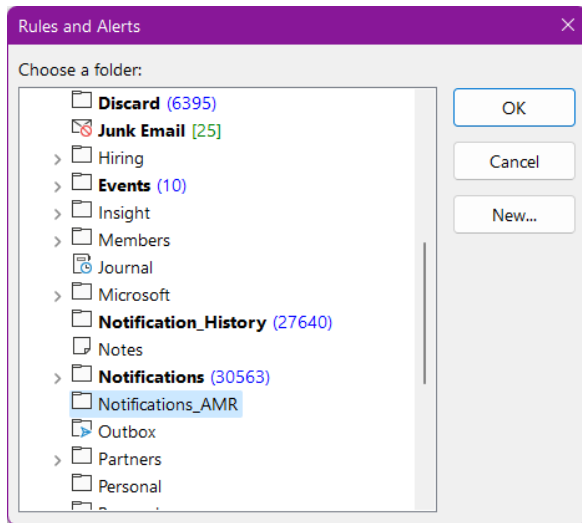 Rules and Alerts
Choose a folder:
Discard (6395)
Junk Email [25]
Hiring
Events (10)
Insight
Members
Journal
Microsoft
Notification_History (27640)
Notes
Notifications (30563)
Notifications_AMR
Outbox
Partners
Personal
OK
Cancel
New...